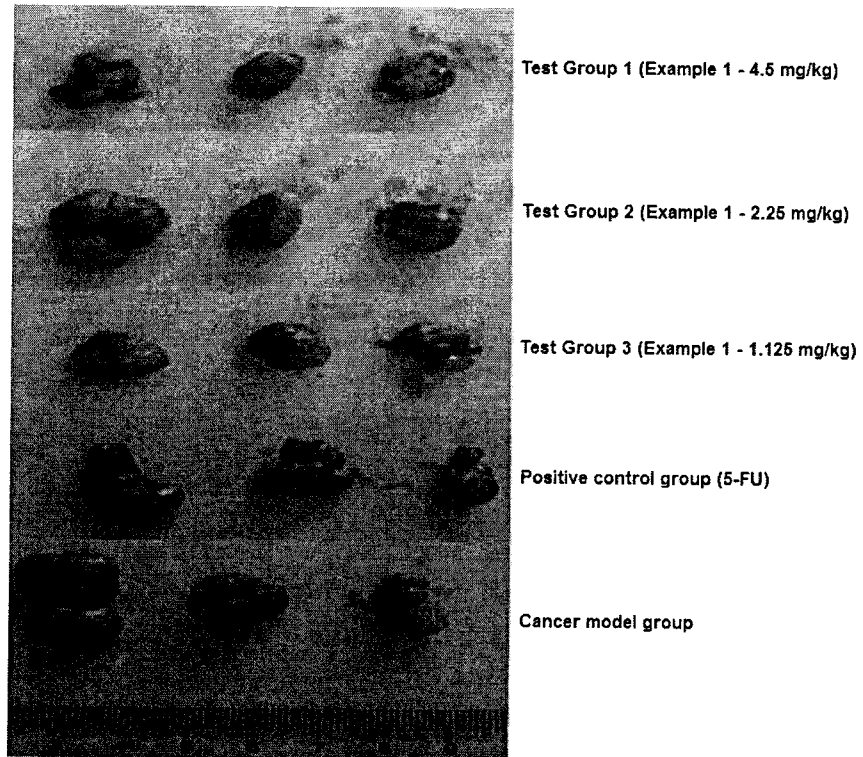 Test Group 1 (Example 1 - 4.5 mg/kg)
Test Group 2 (Example 1 - 2.25 mg/kg)
Test Group 3 (Example 1 - 1.125 mg/kg)
Positive control group (5-FU)
Cancer model group